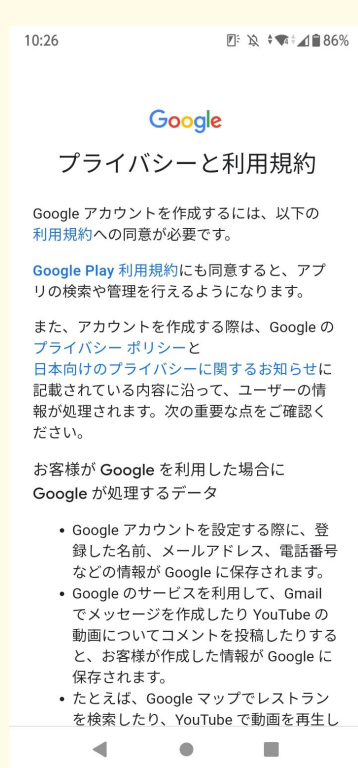 10:26
86%
Google
プライバシーと利用規約
Google アカウントを作成するには、以下の
利用規約への同意が必要です。
Google Play 利用規約にも同意すると、アプ
リの検索や管理を行えるようになります。
また、アカウントを作成する際は、Google の
プライバシー ポリシーと
日本向けのプライバシーに関するお知らせに
記載されている内容に沿って、ユーザーの情
報が処理されます。次の重要な点をご確認く
ださい。
お客様が Google を利用した場合に
Google が処理するデータ
• Google アカウントを設定する際に、登
録した名前、メールアドレス、電話番号
などの情報が Google に保存されます。
• Google のサービスを利用して、Gmail
でメッセージを作成したり YouTube の
動画についてコメントを投稿したりする
と、お客様が作成した情報が Google に
保存されます。
• たとえば、Google マップでレストラン
を検索したり、YouTube で動画を再生し